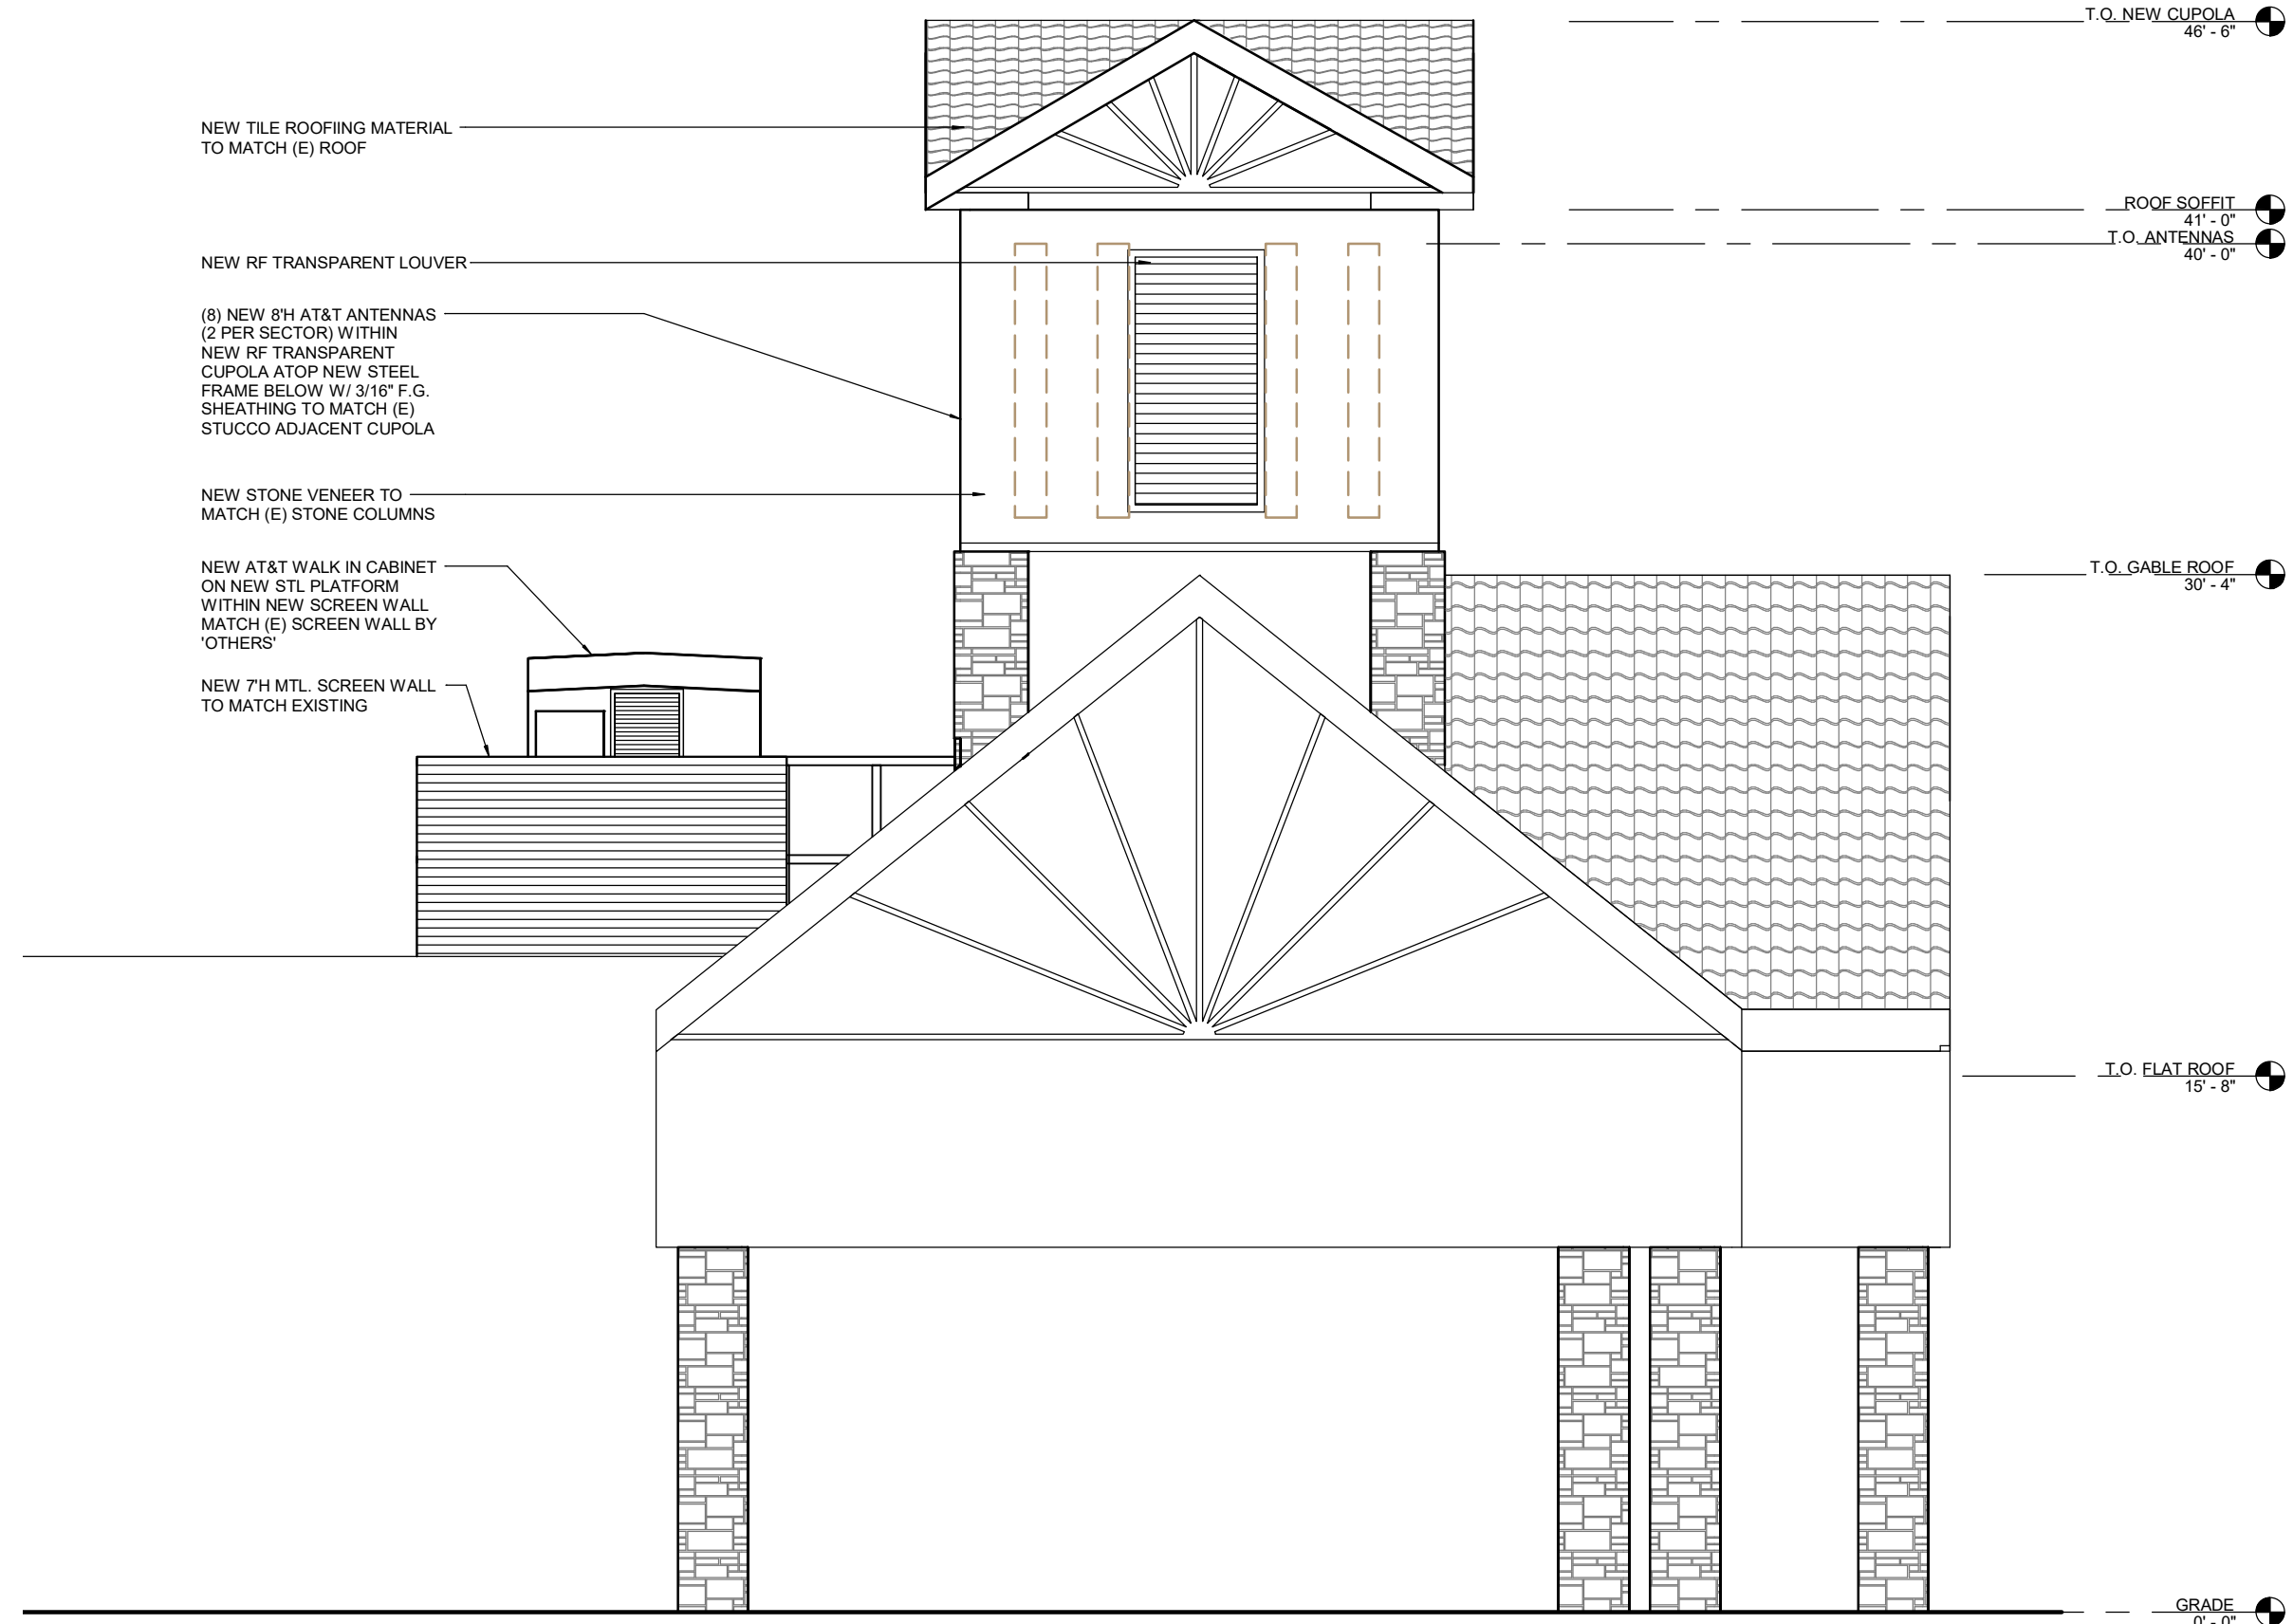 T.O. NEW CUPOLA
46' - 6"
NEW TILE ROOFIING MATERIAL
TO MATCH (E) ROOF
ROOF SOFFIT
41' - 0"
T.O. ANTENNAS
40' - 0"
NEW RF TRANSPARENT LOUVER
(8) NEW 8'H AT&T ANTENNAS
(2 PER SECTOR) WITHIN
NEW RF TRANSPARENT
CUPOLA ATOP NEW STEEL
FRAME BELOW W/ 3/16" F.G.
SHEATHING TO MATCH (E)
STUCCO ADJACENT CUPOLA
NEW STONE VENEER TO
MATCH (E) STONE COLUMNS
NEW AT&T WALK IN CABINET
ON NEW STL PLATFORM
WITHIN NEW SCREEN WALL
MATCH (E) SCREEN WALL BY
'OTHERS'
T.O. GABLE ROOF
30' - 4"
NEW 7'H MTL. SCREEN WALL
TO MATCH EXISTING
T.O. FLAT ROOF
15' - 8"
GRADE
0' - 0"